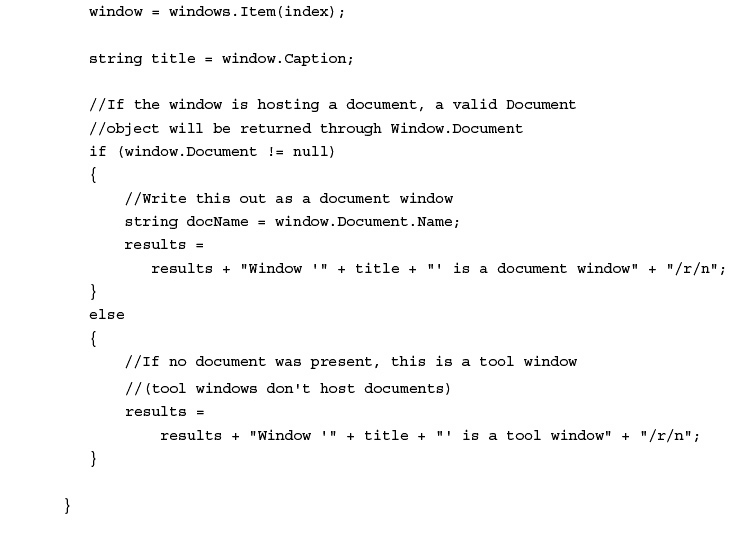 window = windows.Item(index);
string title = window.Caption;
//If the window is hosting a document, a valid Document
//object will be returned through Window.Document
if (window.Document != null)
{
//Write this out as a document window
string docName = window.Document.Name;
results =
results + "Window '" + title + "' is a document window" + "/r/n";
}
else
{
//If no document was present, this is a tool window
//(tool windows don't host documents)
results =
results + "Window '" + title + "' is a tool window" + "/r/n";
}
}